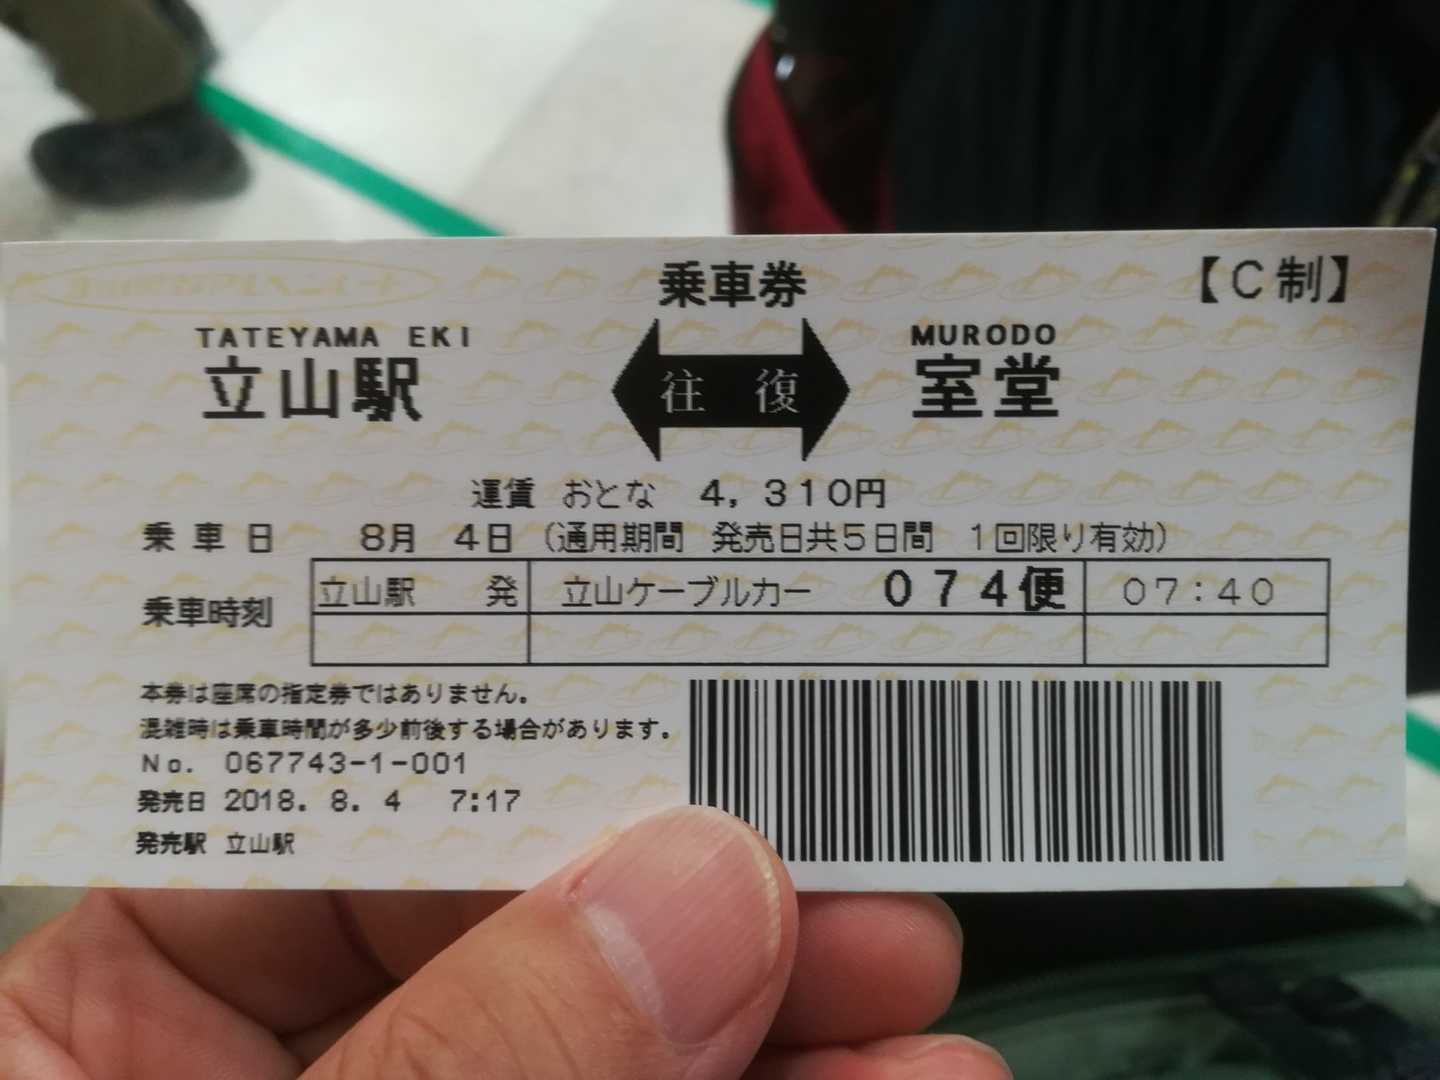 乗車券
【C制】
TATEYAMA EKI
立山駅
往復
MURODO
室堂
運賃 おとな 4,310円
乗車日 8月 4日 (通用期間 発売日共5日間 1回限り有効)
乗車時刻 立山駅 発 立山ケーブルカー 074便 07:40
本券は座席の指定券ではありません。
混雑時は乗車時間が多少前後する場合があります。
No. 067743-1-001
発売日 2018. 8. 4 7:17
発売駅 立山駅